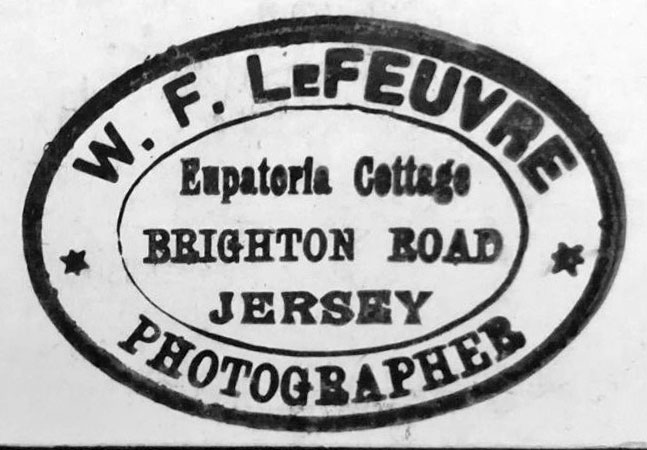 W. F. LeFEUVRE
Eupatoria Cottage
BRIGHTON ROAD
JERSEY
PHOTOGRAPHER